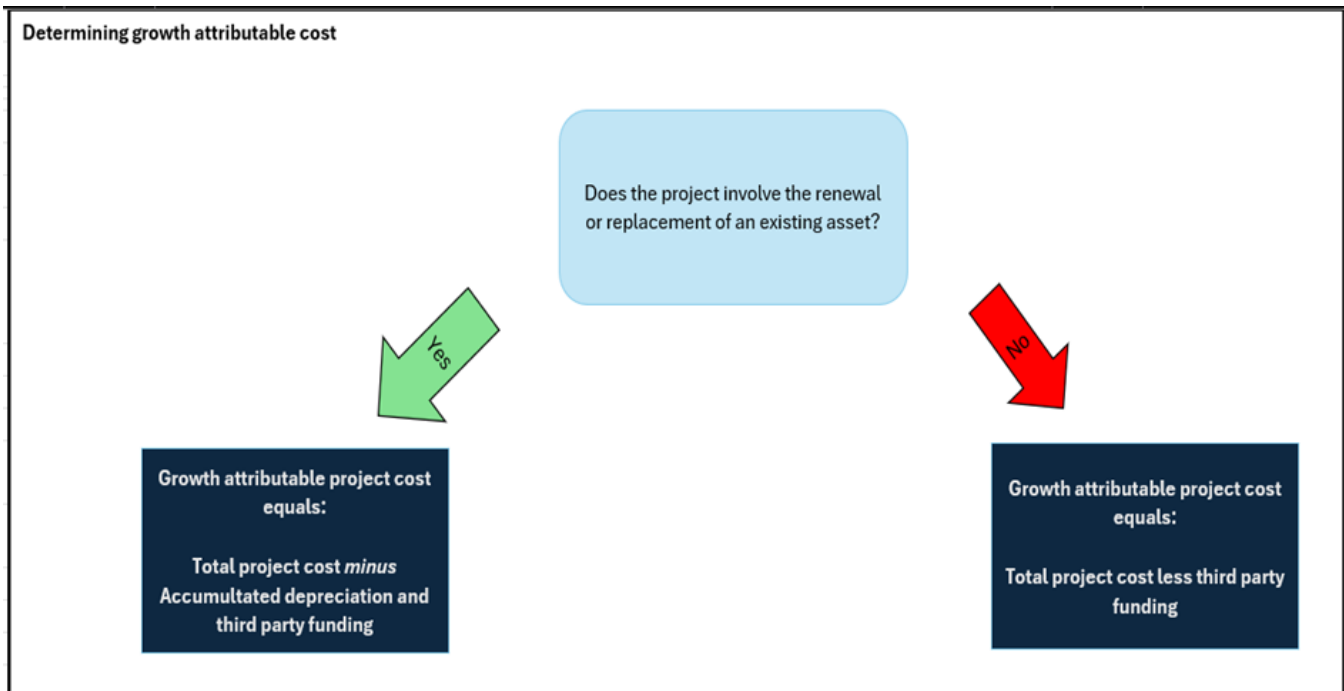 Determining growth attributable cost
Does the project involve the renewal
or replacement of an existing asset?
Yes
No
Growth attributable project cost
equals:
Total project cost minus
Accumultated depreciation and
third party funding
Growth attributable project cost
equals:
Total project cost less third party
funding